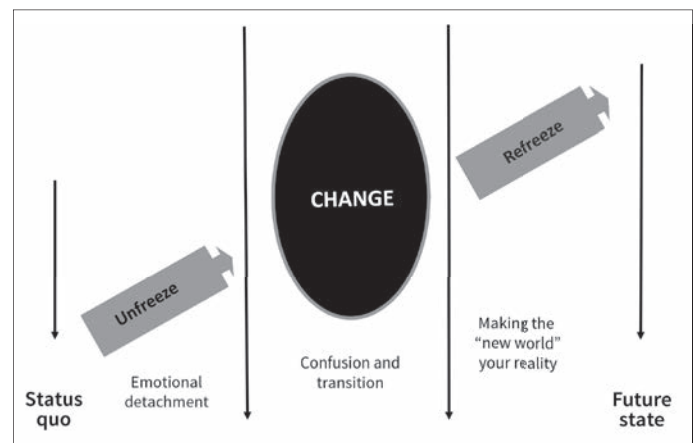 Refreeze
CHANGE
Unfreeze
Making the
“new world”
your reality
Confusion and
transition
Emotional
detachment
Status
quo
Future
state